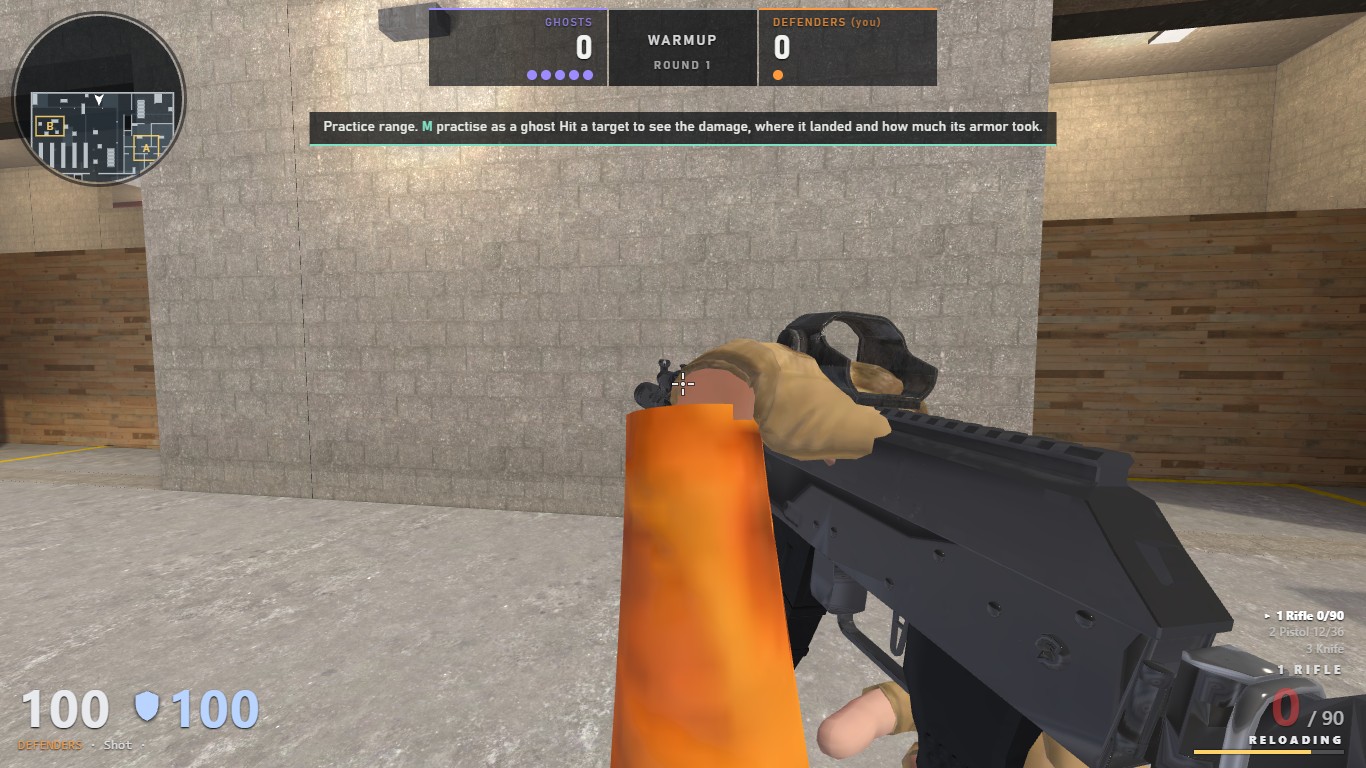 GHOSTS
0
WARMUP
ROUND 1
DEFENDERS (you)
0
Practice range. M practise as a ghost Hit a target to see the damage, where it landed and how much its armor took.
B
A
1 Rifle 0/90
2 Pistol 12/36
3 Knife
1 RIFLE
0 / 90
RELOADING
100 100
DEFENDERS · Shot ·